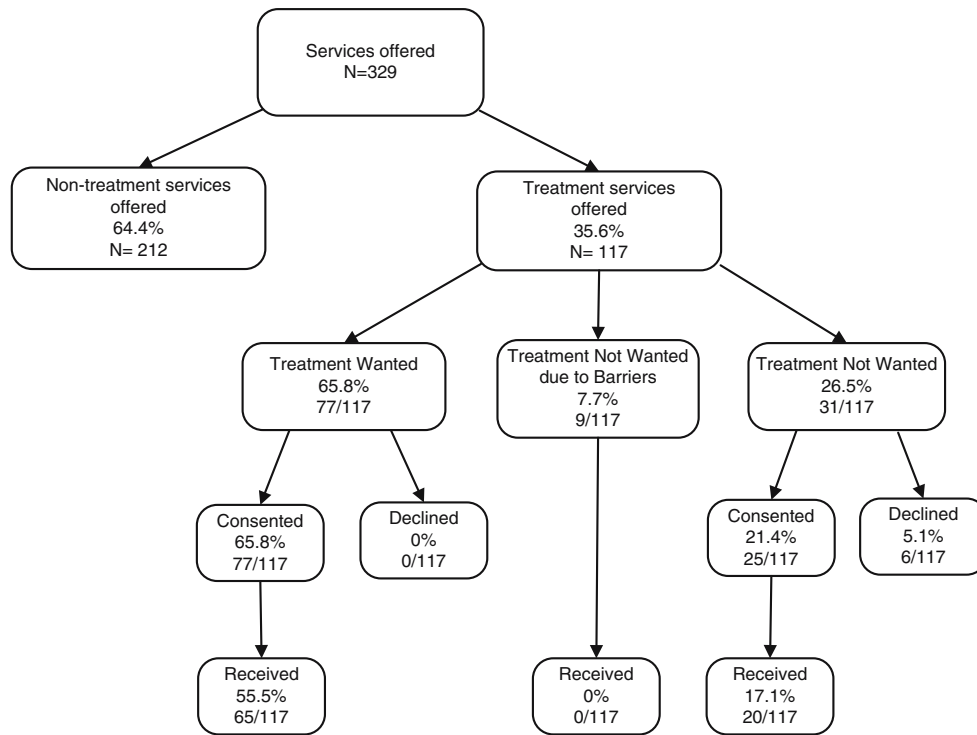 Services offered
N=329
Non-treatment services
offered
64.4%
N= 212
Treatment services
offered
35.6%
N= 117
Treatment Wanted
65.8%
77/117
Treatment Not Wanted
due to Barriers
7.7%
9/117
Treatment Not Wanted
26.5%
31/117
Consented
65.8%
77/117
Declined
0%
0/117
Consented
21.4%
25/117
Declined
5.1%
6/117
Received
55.5%
65/117
Received
0%
0/117
Received
17.1%
20/117